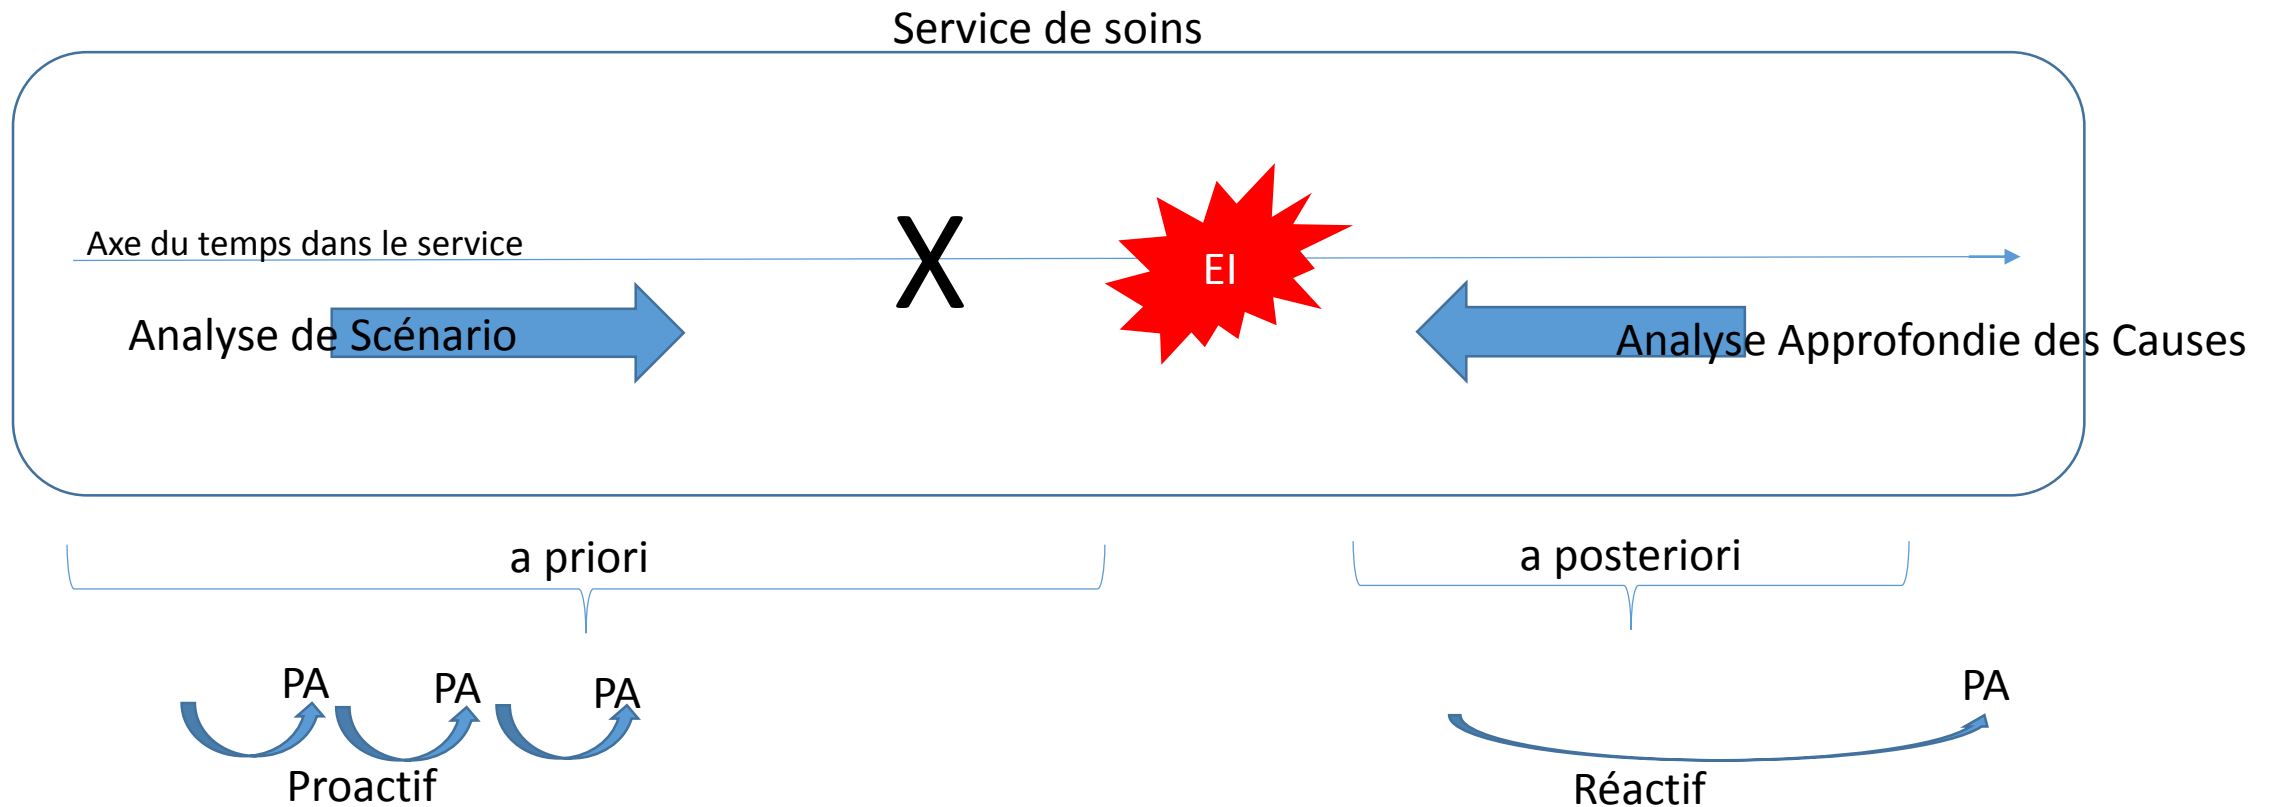 Service de soins
Axe du temps dans le service
X
EI
Analyse de Scénario
Analyse Approfondie des Causes
a priori
a posteriori
PA
PA
PA
PA
Proactif
Réactif